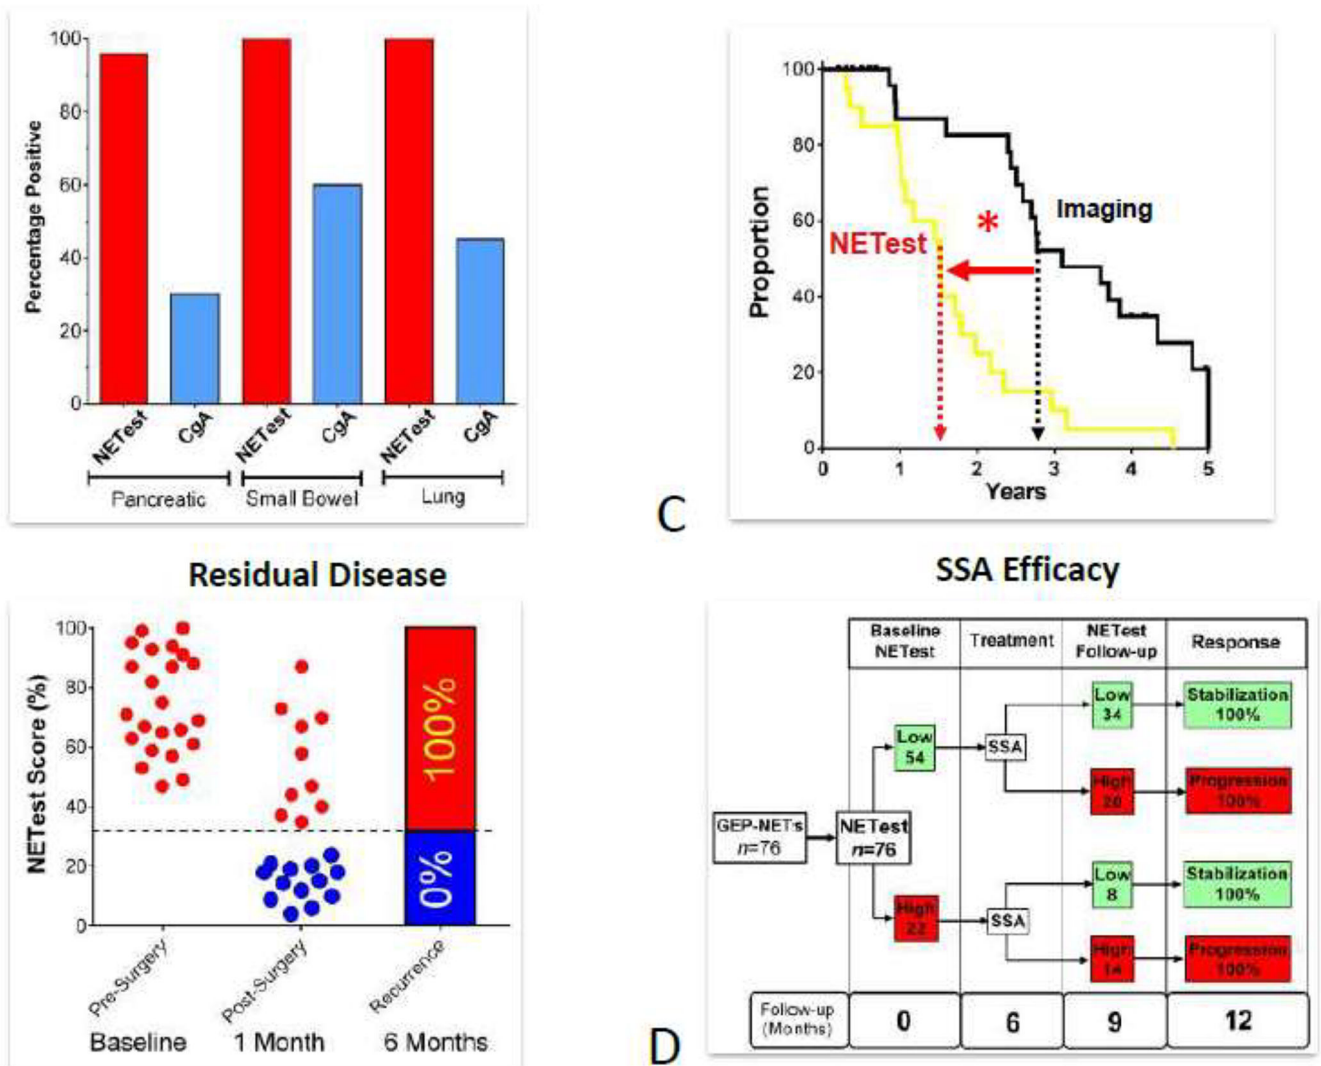 100
80
60
40
20
0
Percentage Positive
NETest
CgA
NETest
CgA
NETest
CgA
Pancreatic
Small Bowel
Lung
C
100
80
60
40
20
0
Proportion
NETest
*
Imaging
0 1 2 3 4 5
Years
Residual Disease
100
80
60
40
20
0
NETest Score (%)
100%
0%
Pre-Surgery
Post-Surgery
Recurrence
Baseline
1 Month
6 Months
D
SSA Efficacy
Baseline
NETest
Treatment
NETest
Follow-up
Response
GEP-NETs
n=76
NETest
n=76
Low
54
SSA
Low
34
Stabilization
100%
High
20
Progression
100%
High
22
SSA
Low
8
Stabilization
100%
High
14
Progression
100%
Follow-up
(Months)
0
6
9
12